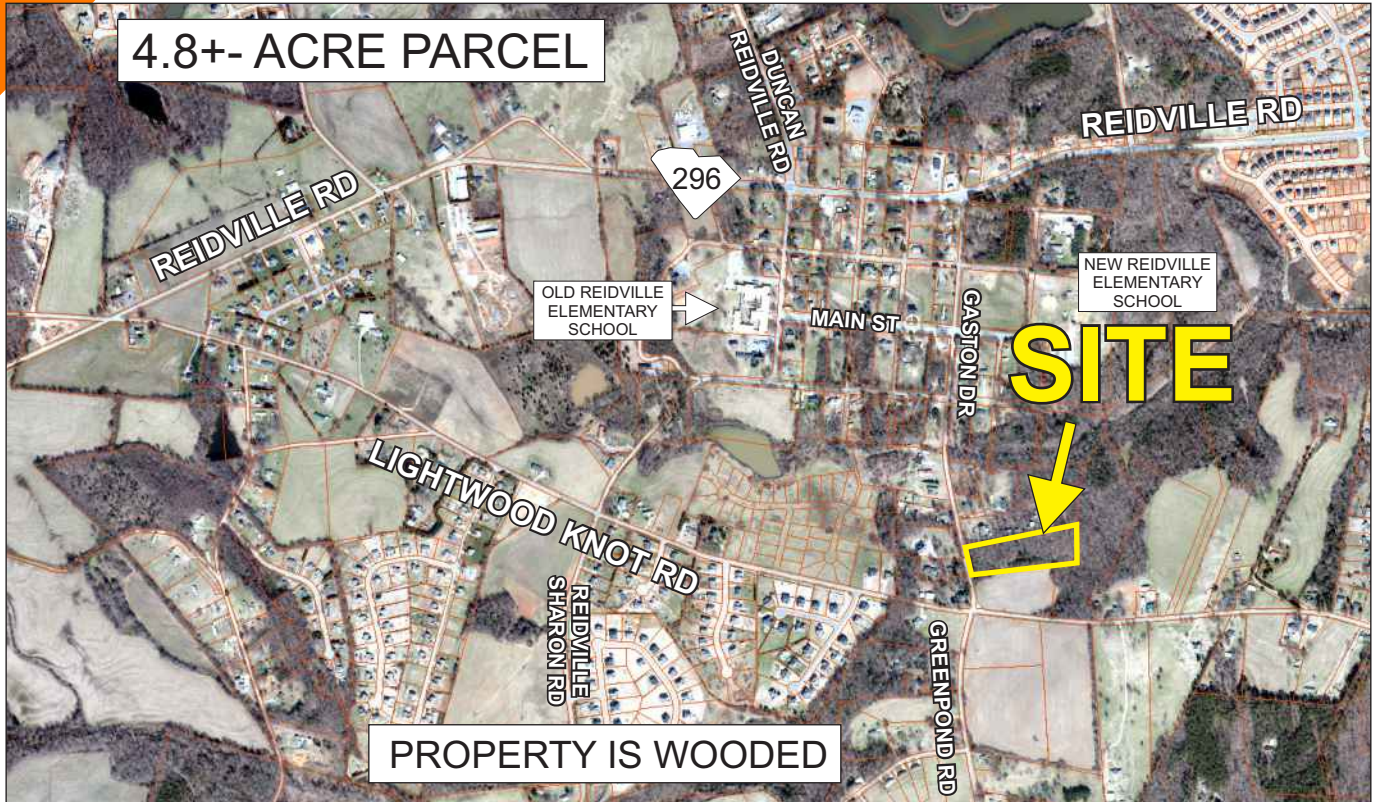 4.8+- ACRE PARCEL
DUNCAN
REIDVILLE RD
REIDVILLE RD
296
REIDVILLE RD
OLD REIDVILLE
ELEMENTARY
SCHOOL
MAIN ST
GASTON DR
NEW REIDVILLE
ELEMENTARY
SCHOOL
SITE
LIGHTWOOD KNOT RD
REIDVILLE
SHARON RD
GREENPOND RD
PROPERTY IS WOODED